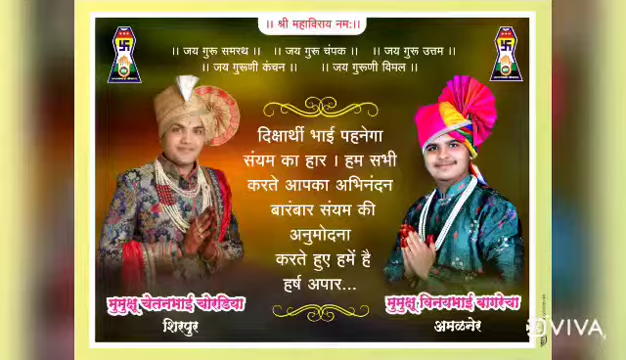 ।। श्री महाविराय नमः।।
।। जय गुरु समरथ ।। ।। जय गुरु चंपक ।। ।। जय गुरु उत्तम ।।
।। जय गुरूणी कंचन ।। ।। जय गुरूणी विमल ।।
दिक्षार्थी भाई पहनेगा
संयम का हार । हम सभी
करते आपका अभिनंदन
बारंबार संयम की
अनुमोदना
करते हुए हमें है
हर्ष अपार...
मुमुक्षू चेतनभाई चोरडिया
शिरपुर
मुमुक्षू विनयभाई बागरेचा
अमळनेर
VIVA